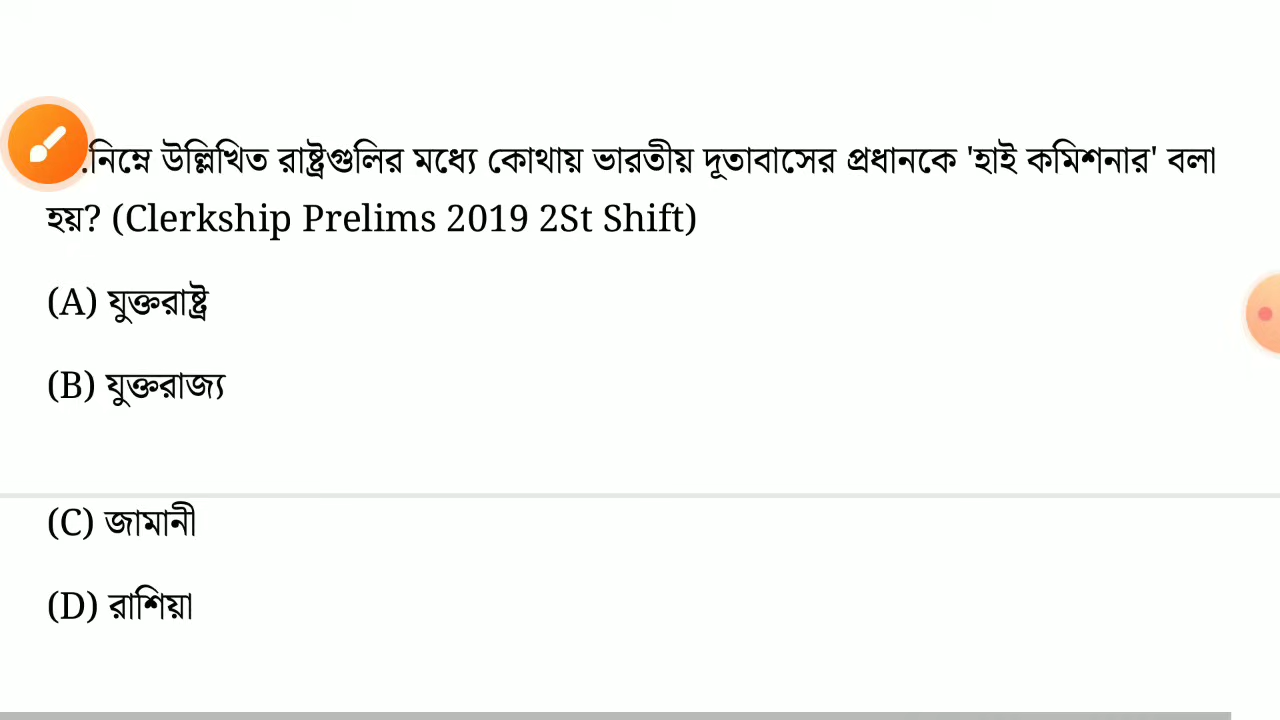 .নিম্নে উল্লিখিত রাষ্ট্রগুলির মধ্যে কোথায় ভারতীয় দূতাবাসের প্রধানকে 'হাই কমিশনার' বলা
হয়? (Clerkship Prelims 2019 2St Shift)
(A) যুক্তরাষ্ট্র
(B) যুক্তরাজ্য
(C) জামানী
(D) রাশিয়া